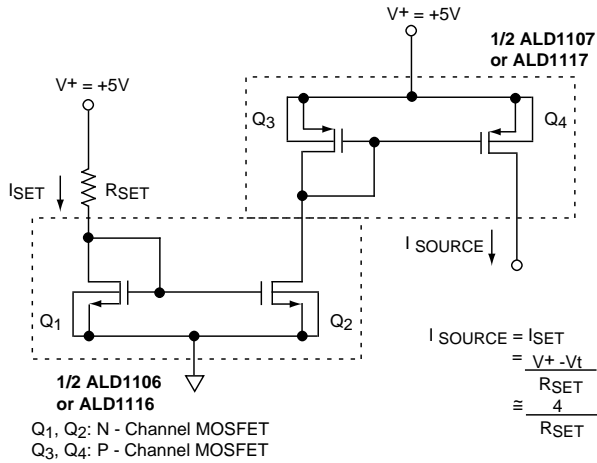 V+ = +5V
1/2 ALD1107
or ALD1117
V+ = +5V
Q3
Q4
ISET
RSET
I SOURCE
Q1
Q2
I SOURCE = ISET
= V+ -Vt
RSET
≅ 4
RSET
1/2 ALD1106
or ALD1116
Q1, Q2: N - Channel MOSFET
Q3, Q4: P - Channel MOSFET